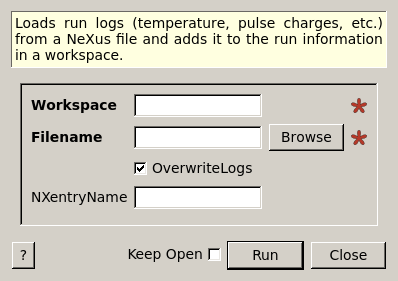 Loads run logs (temperature, pulse charges, etc.)
from a NeXus file and adds it to the run information
in a workspace.
Workspace
Filename
Browse
OverwriteLogs
NXentryName
?
Keep Open
Run
Close